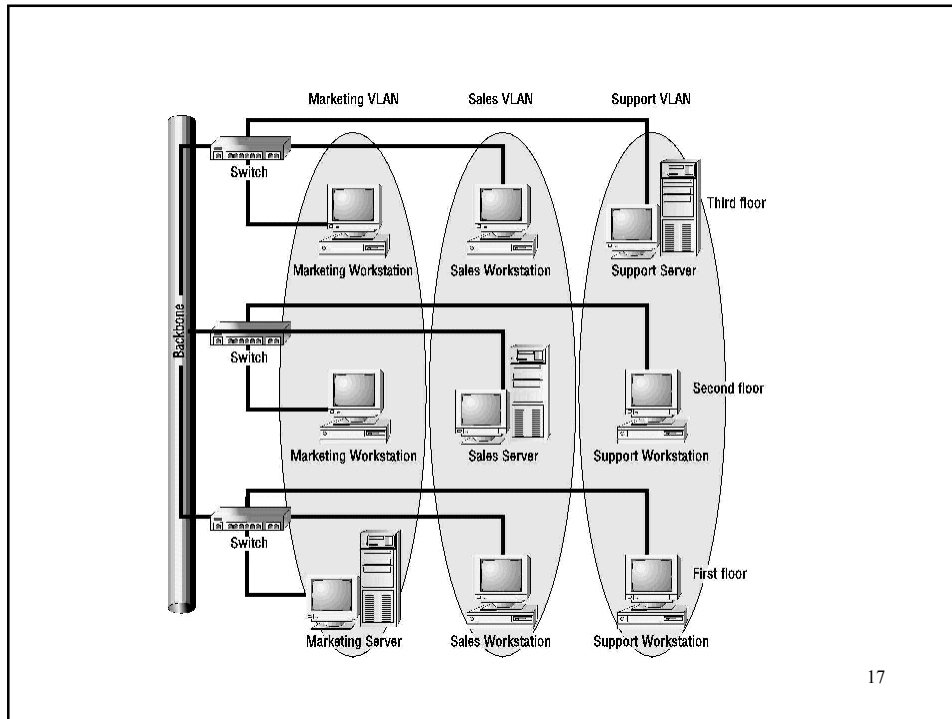 Marketing VLAN
Sales VLAN
Support VLAN
Backbone
Switch
Third floor
Marketing Workstation
Sales Workstation
Support Server
Switch
Second floor
Marketing Workstation
Sales Server
Support Workstation
Switch
First floor
Marketing Server
Sales Workstation
Support Workstation
17